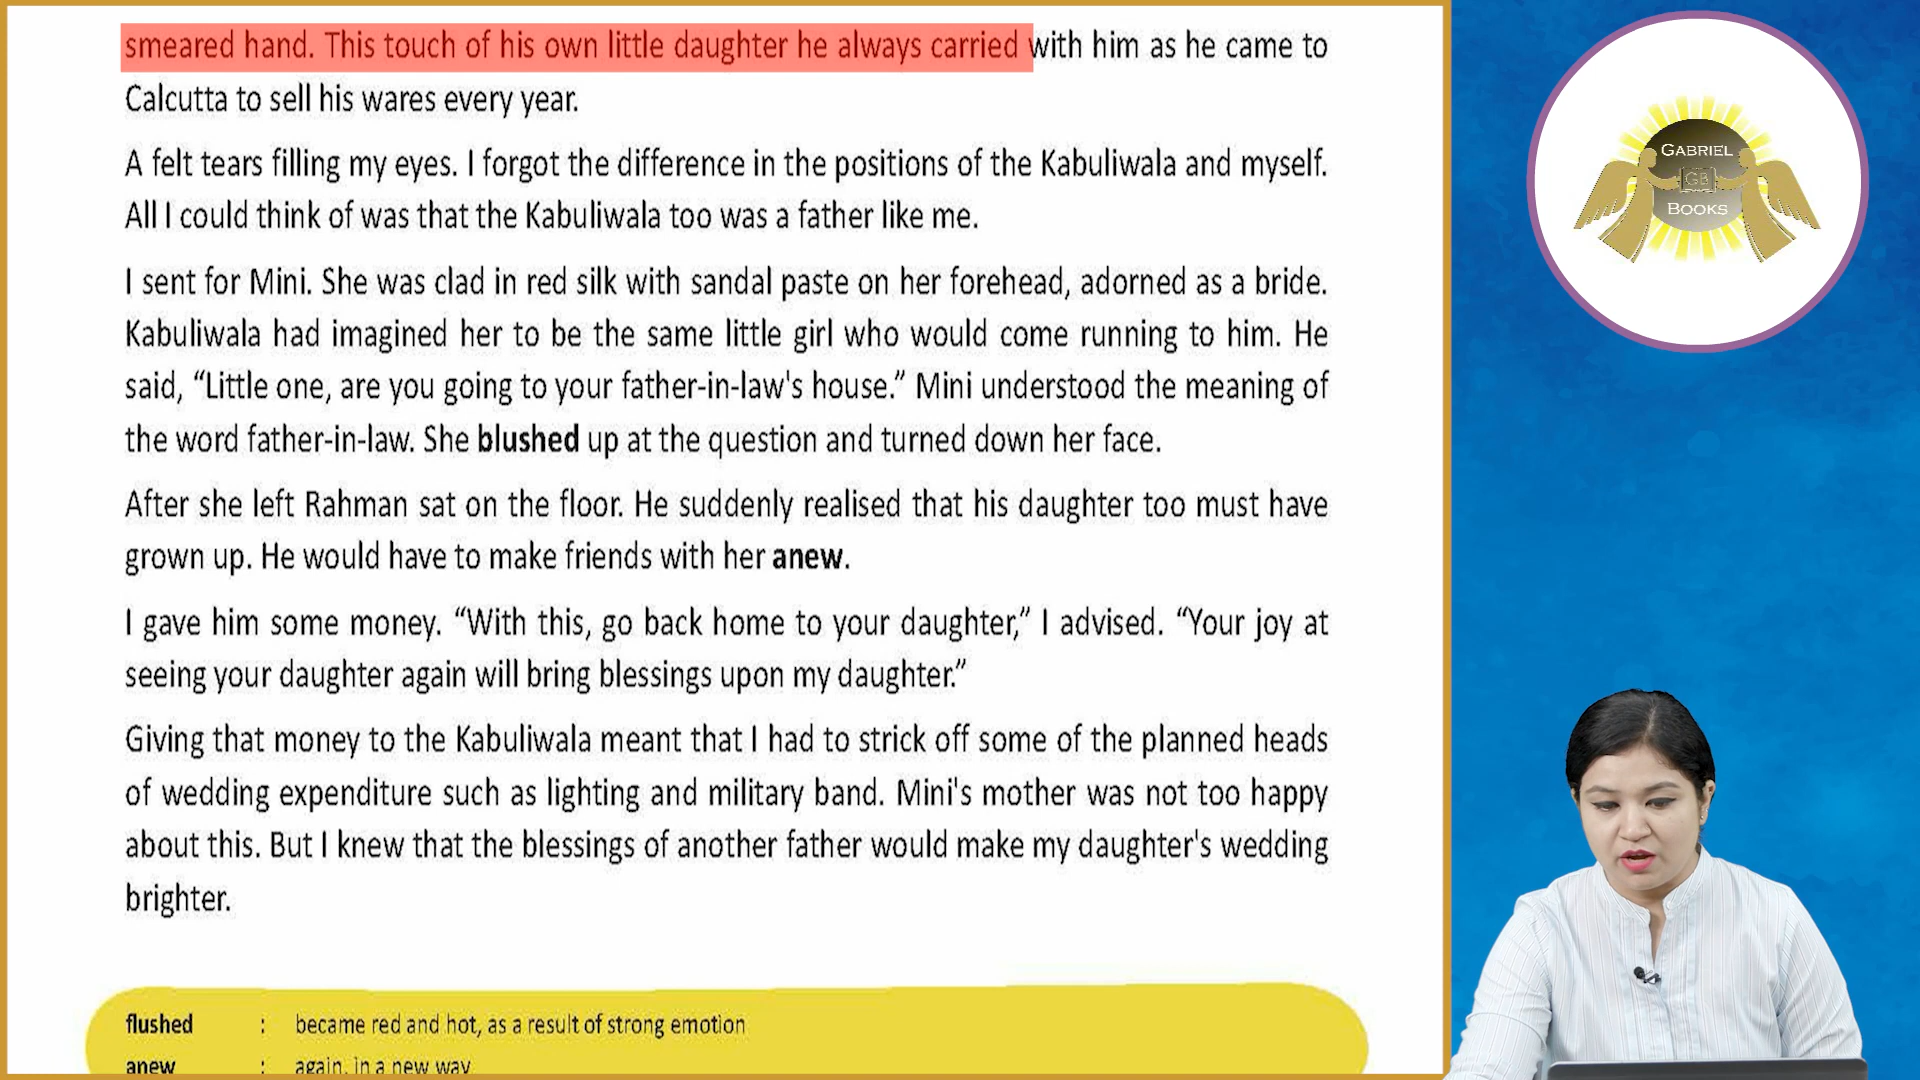 smeared hand. This touch of his own little daughter he always carried with him as he came to
Calcutta to sell his wares every year.
A felt tears filling my eyes. I forgot the difference in the positions of the Kabuliwala and myself.
All I could think of was that the Kabuliwala too was a father like me.
I sent for Mini. She was clad in red silk with sandal paste on her forehead, adorned as a bride.
Kabuliwala had imagined her to be the same little girl who would come running to him. He
said, “Little one, are you going to your father-in-law's house.” Mini understood the meaning of
the word father-in-law. She blushed up at the question and turned down her face.
After she left Rahman sat on the floor. He suddenly realised that his daughter too must have
grown up. He would have to make friends with her anew.
I gave him some money. “With this, go back home to your daughter,” I advised. “Your joy at
seeing your daughter again will bring blessings upon my daughter.”
Giving that money to the Kabuliwala meant that I had to strick off some of the planned heads
of wedding expenditure such as lighting and military band. Mini's mother was not too happy
about this. But I knew that the blessings of another father would make my daughter's wedding
brighter.
flushed : became red and hot, as a result of strong emotion
anew : again, in a new way
GABRIEL
GB
BOOKS